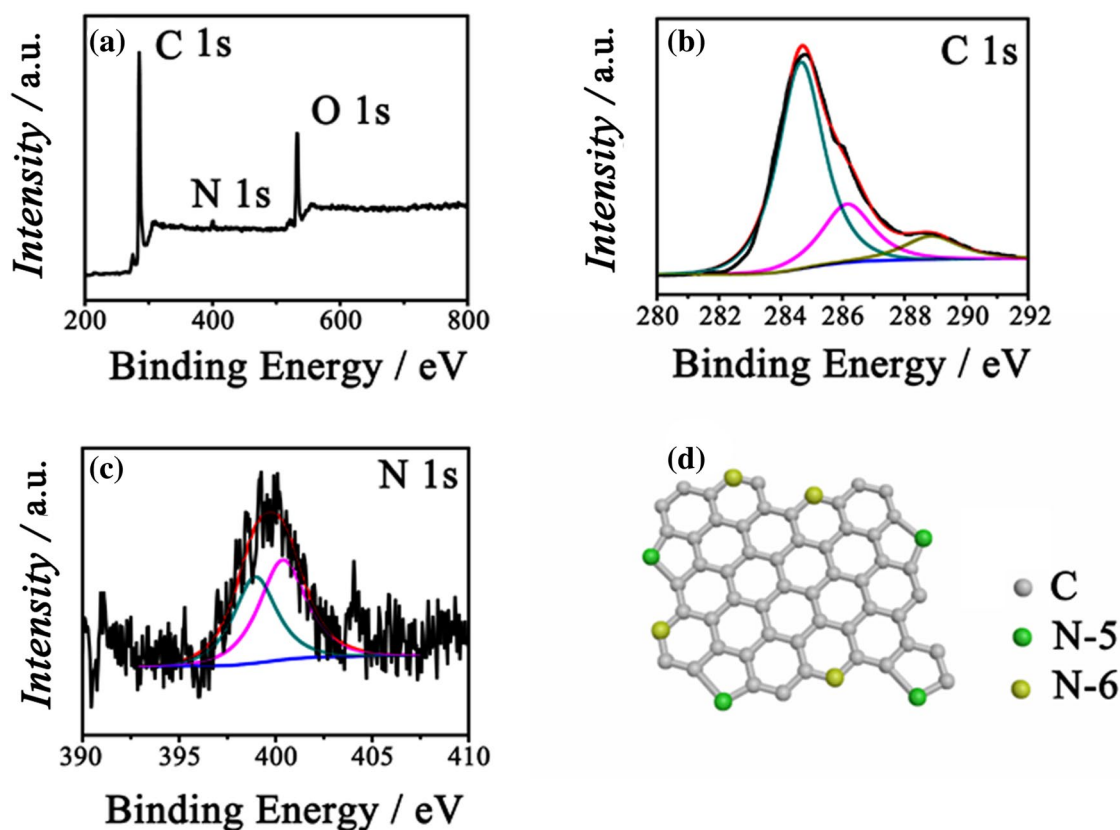 (a)
C 1s
N 1s
O 1s
Intensity / a.u.
200 400 600 800
Binding Energy / eV
(b)
C 1s
Intensity / a.u.
280 282 284 286 288 290 292
Binding Energy / eV
(c)
N 1s
Intensity / a.u.
390 395 400 405 410
Binding Energy / eV
(d)
C
N-5
N-6